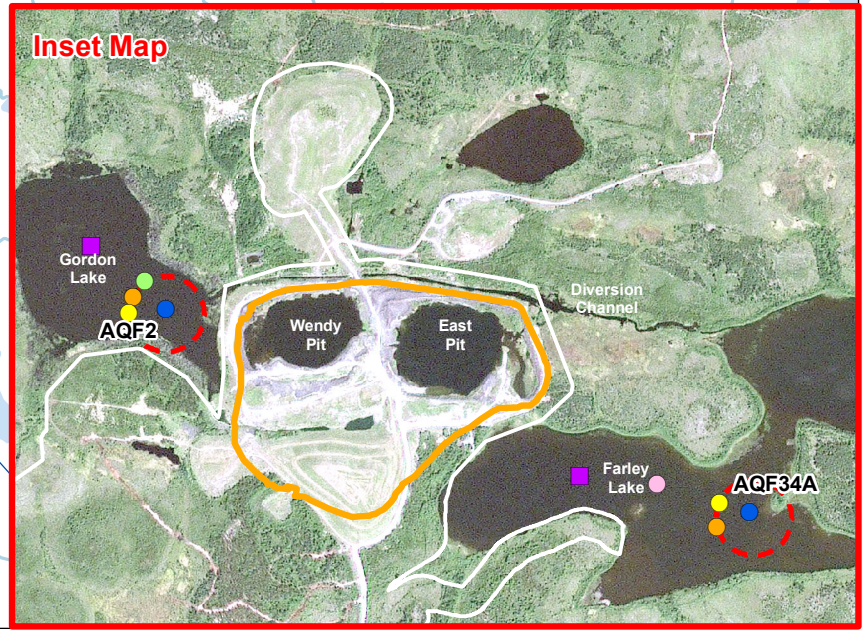 Inset Map
Gordon
Lake
AQF2
Wendy
Pit
East
Pit
Diversion
Channel
Farley
Lake
AQF34A